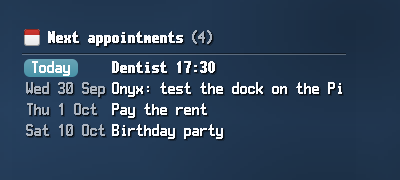 Next appointments (4)
Today Dentist 17:30
Wed 30 Sep Onyx: test the dock on the Pi
Thu 1 Oct Pay the rent
Sat 10 Oct Birthday party